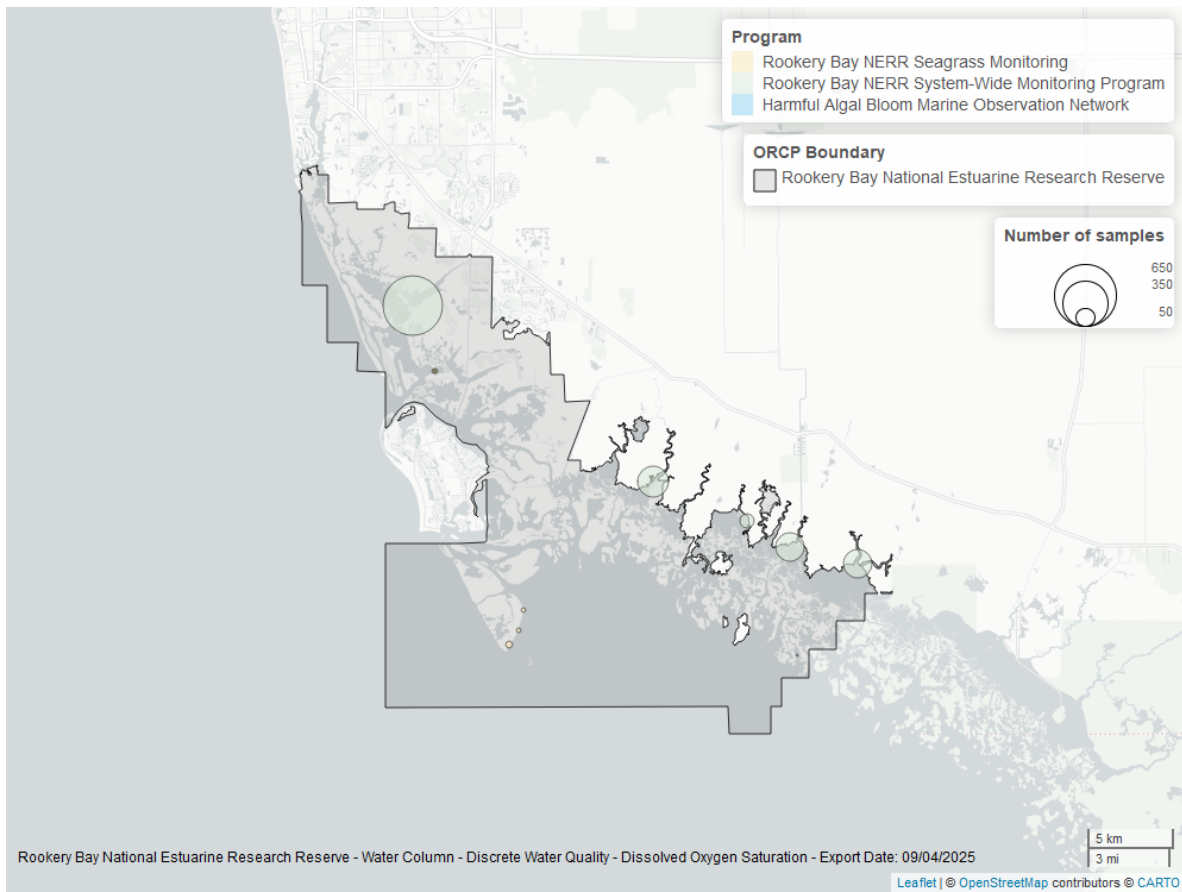 Program
Rookery Bay NERR Seagrass Monitoring
Rookery Bay NERR System-Wide Monitoring Program
Harmful Algal Bloom Marine Observation Network
ORCP Boundary
Rookery Bay National Estuarine Research Reserve
Number of samples
650
350
50
5 km
3 mi
Rookery Bay National Estuarine Research Reserve - Water Column - Discrete Water Quality - Dissolved Oxygen Saturation - Export Date: 09/04/2025
Leaflet | © OpenStreetMap contributors © CARTO